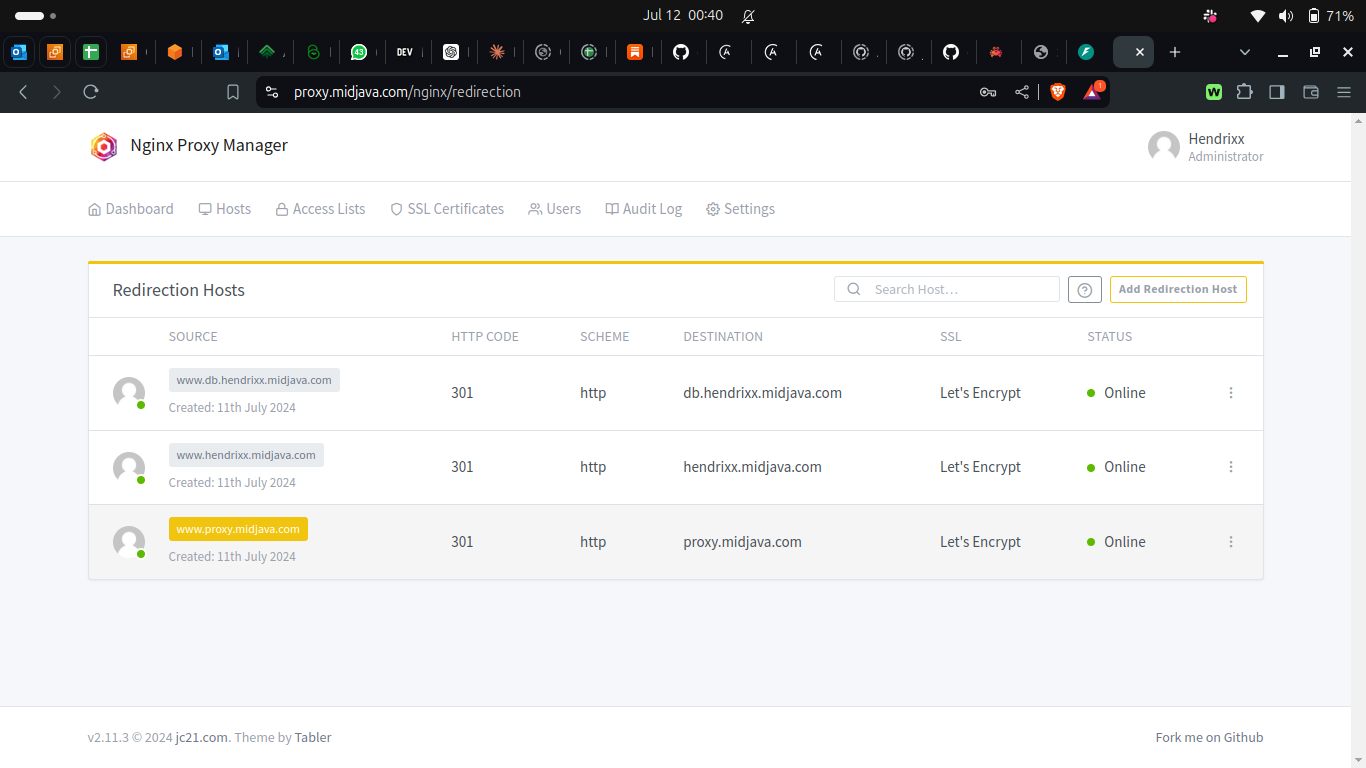 Jul 12 00:40
71%
43
DEV
proxy.midjava.com/nginx/redirection
1
W
Nginx Proxy Manager
Hendrixx
Administrator
Dashboard Hosts Access Lists SSL Certificates Users Audit Log Settings
Redirection Hosts
Search Host…
Add Redirection Host
SOURCE HTTP CODE SCHEME DESTINATION SSL STATUS
www.db.hendrixx.midjava.com
Created: 11th July 2024
301 http db.hendrixx.midjava.com Let's Encrypt Online
www.hendrixx.midjava.com
Created: 11th July 2024
301 http hendrixx.midjava.com Let's Encrypt Online
www.proxy.midjava.com
Created: 11th July 2024
301 http proxy.midjava.com Let's Encrypt Online
v2.11.3 © 2024 jc21.com. Theme by Tabler
Fork me on Github